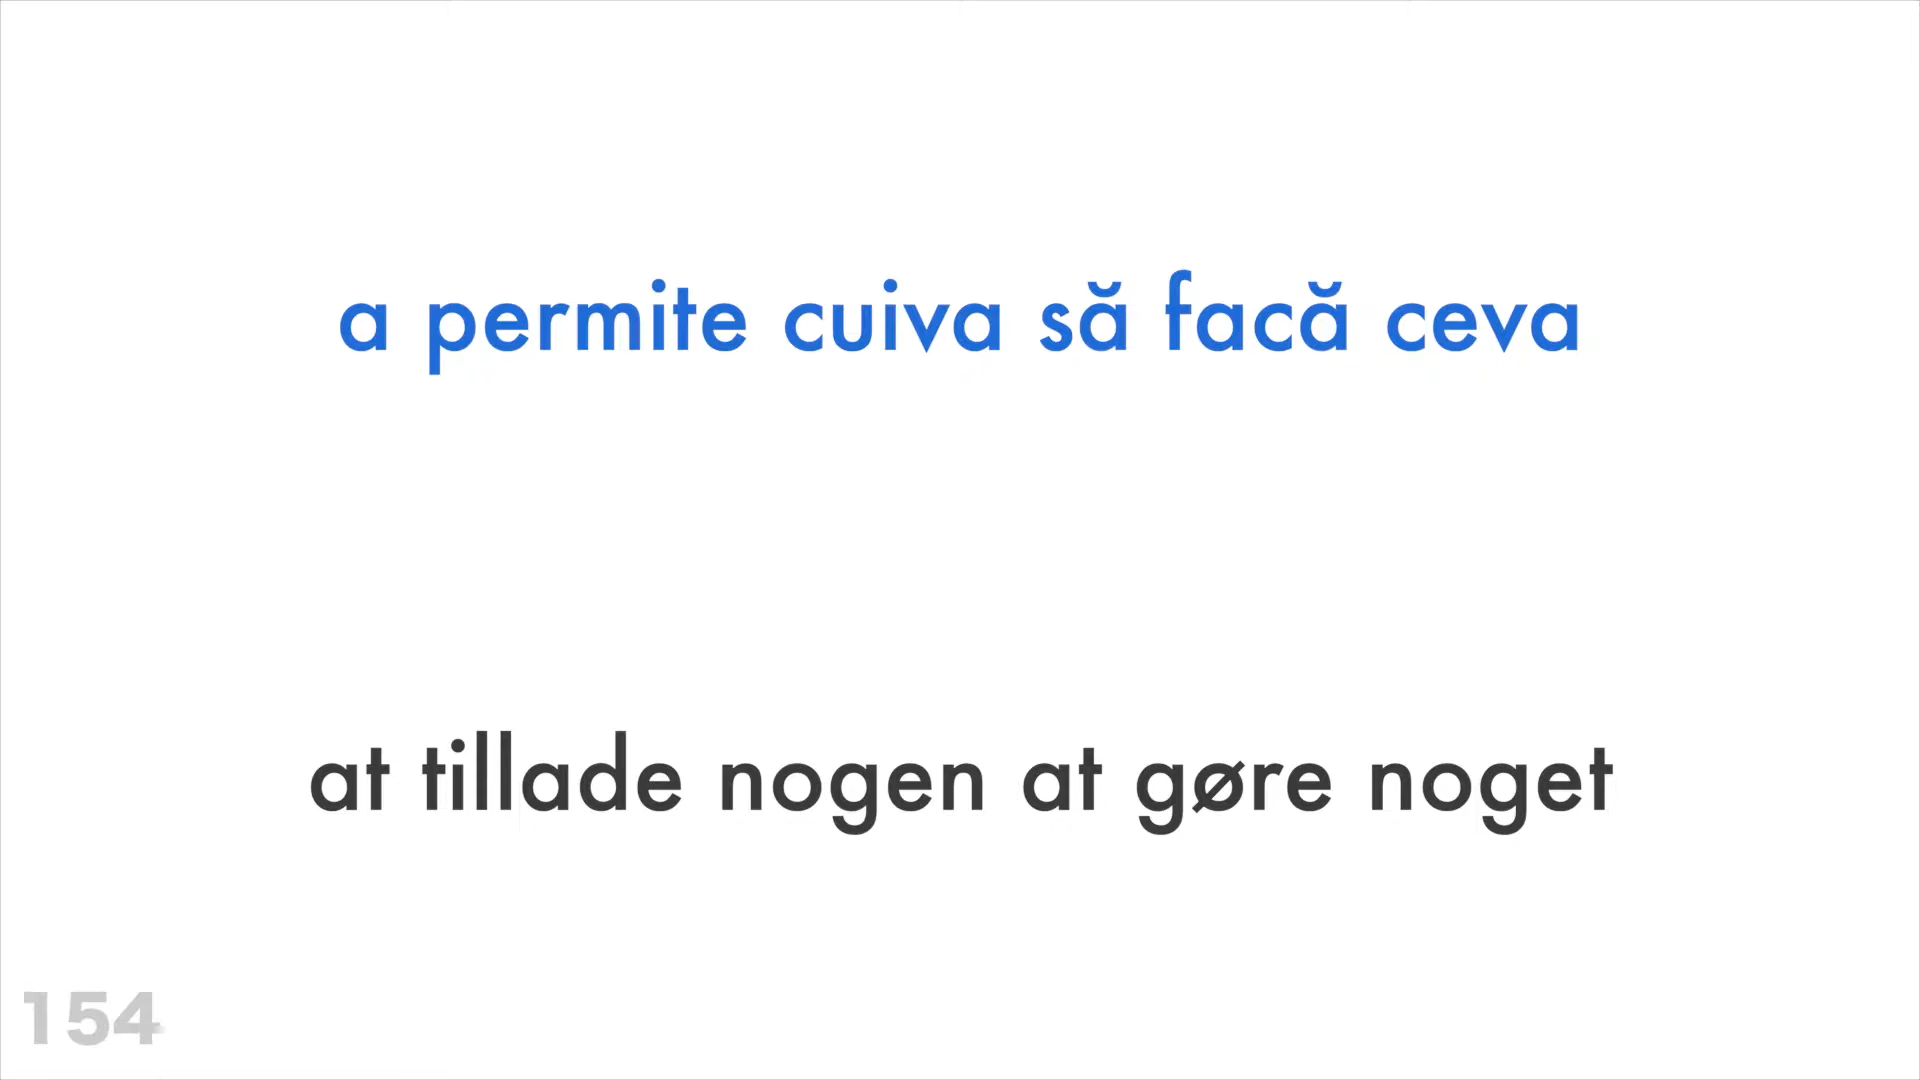 a permite cuiva să facă ceva
at tillade nogen at gøre noget
154